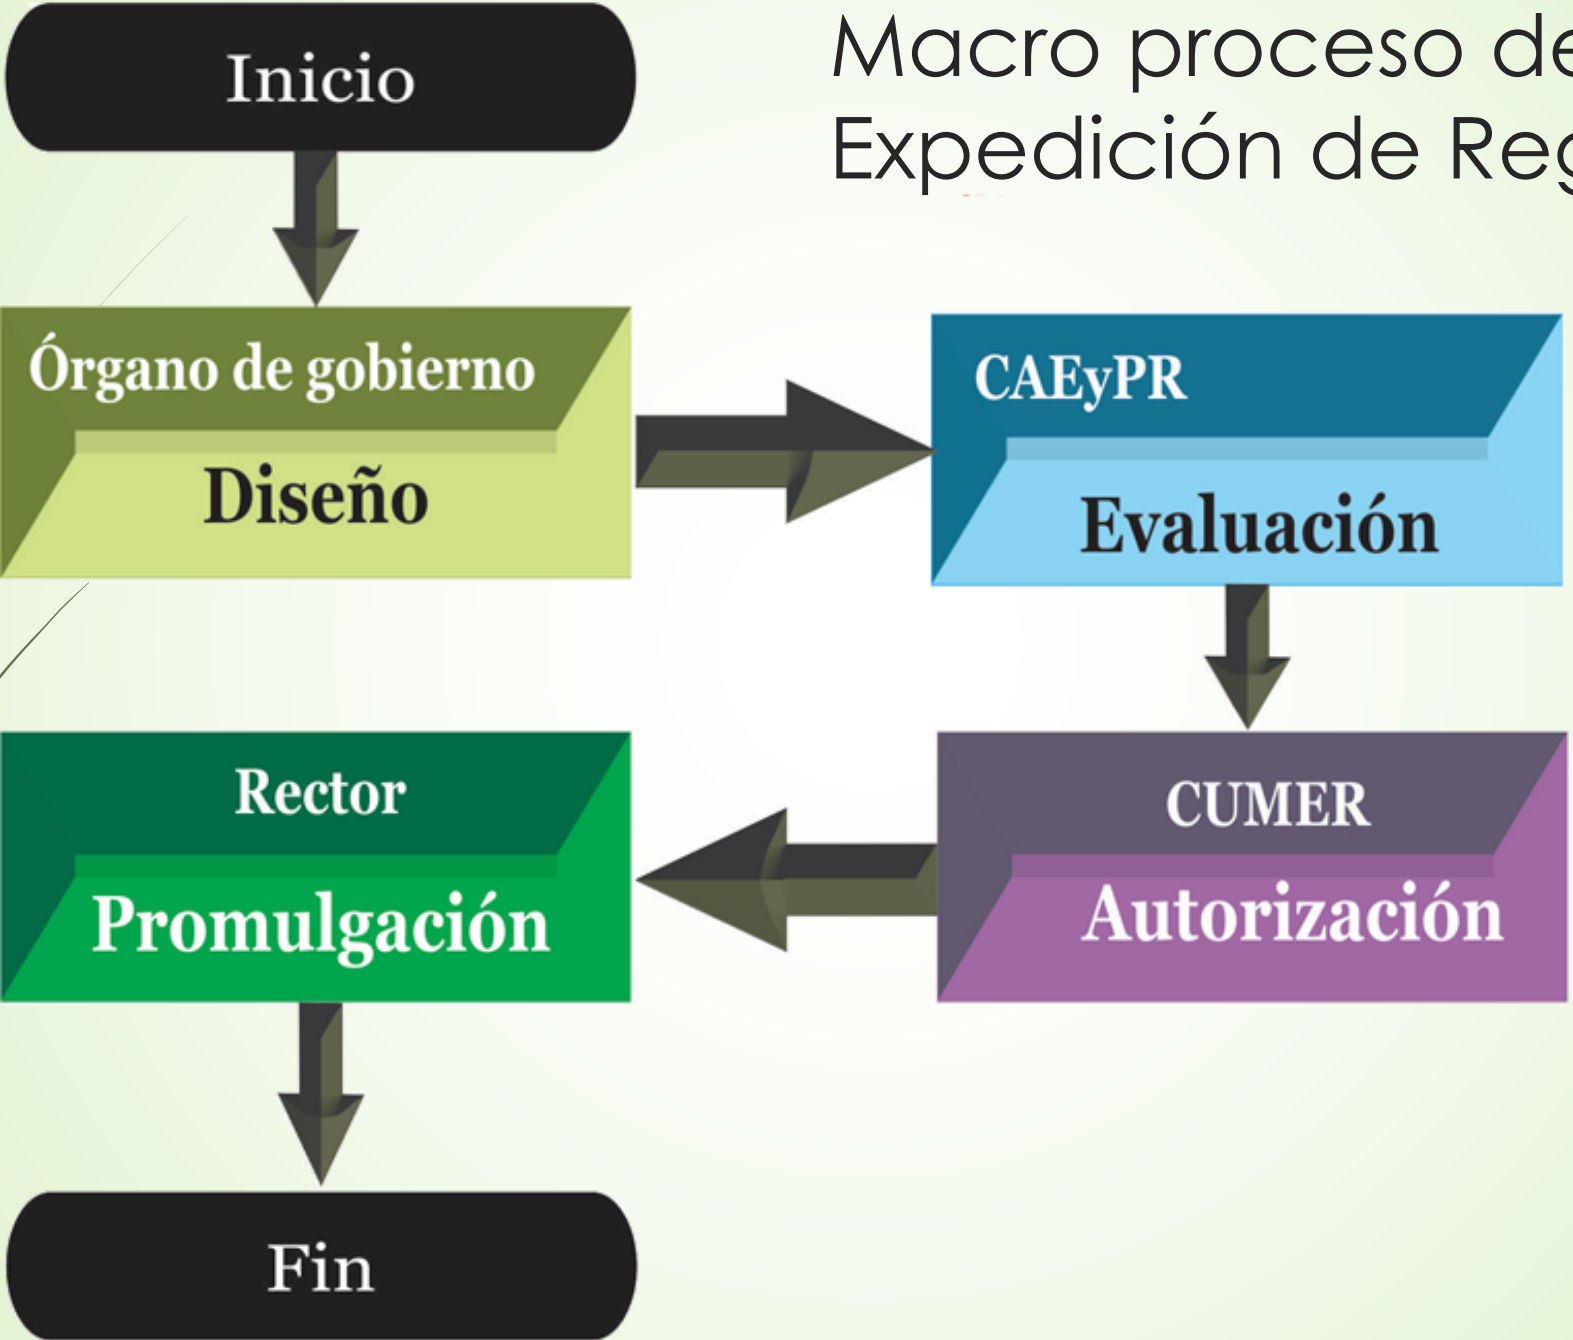 Inicio
Macro proceso de
Expedición de Reg
Órgano de gobierno
Diseño
CAEyPR
Evaluación
CUMER
Autorización
Rector
Promulgación
Fin